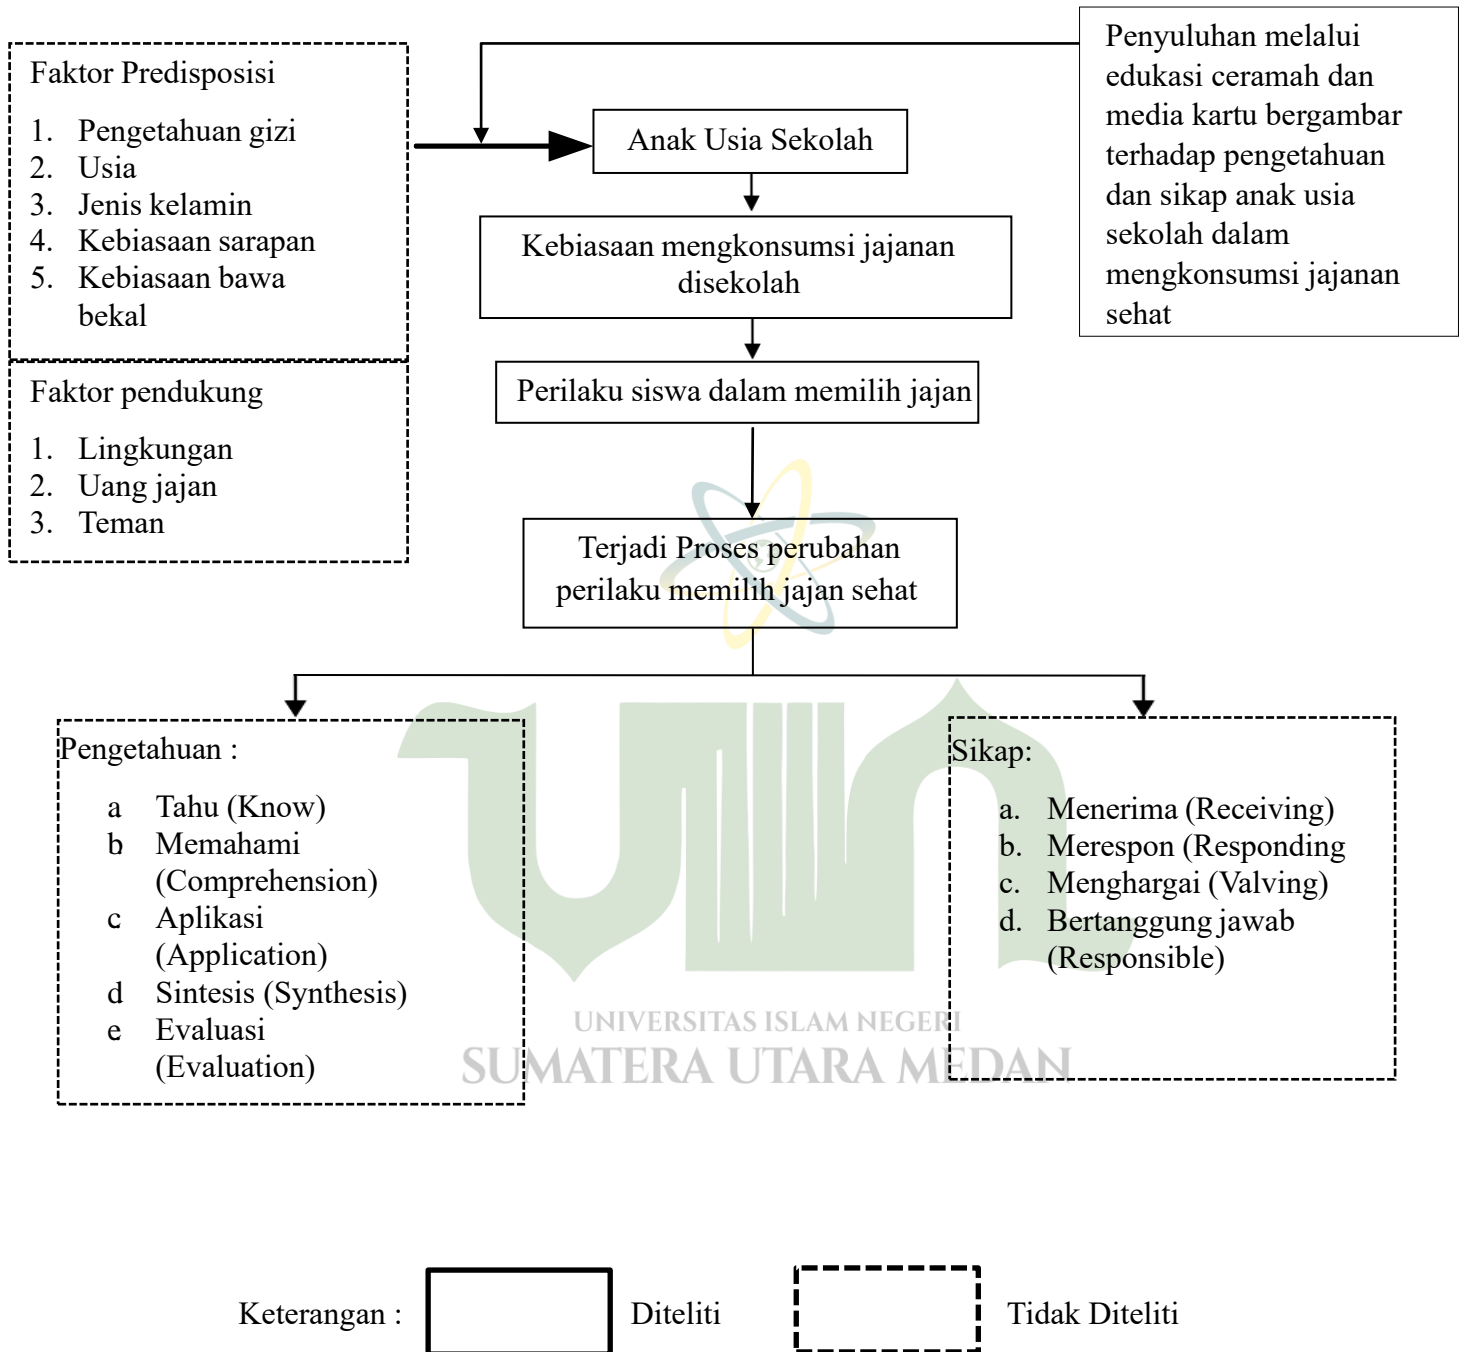 Faktor Predisposisi
1. Pengetahuan gizi
2. Usia
3. Jenis kelamin
4. Kebiasaan sarapan
5. Kebiasaan bawa
bekal
Faktor pendukung
1. Lingkungan
2. Uang jajan
3. Teman
Anak Usia Sekolah
Kebiasaan mengkonsumsi jajanan
disekolah
Perilaku siswa dalam memilih jajan
Terjadi Proses perubahan
perilaku memilih jajan sehat
Penyuluhan melalui
edukasi ceramah dan
media kartu bergambar
terhadap pengetahuan
dan sikap anak usia
sekolah dalam
mengkonsumsi jajanan
sehat
Pengetahuan :
a Tahu (Know)
b Memahami
(Comprehension)
c Aplikasi
(Application)
d Sintesis (Synthesis)
e Evaluasi
(Evaluation)
Sikap:
a. Menerima (Receiving)
b. Merespon (Responding
c. Menghargai (Valving)
d. Bertanggung jawab
(Responsible)
UNIVERSITAS ISLAM NEGERI
SUMATERA UTARA MEDAN
Keterangan :
Diteliti
Tidak Diteliti